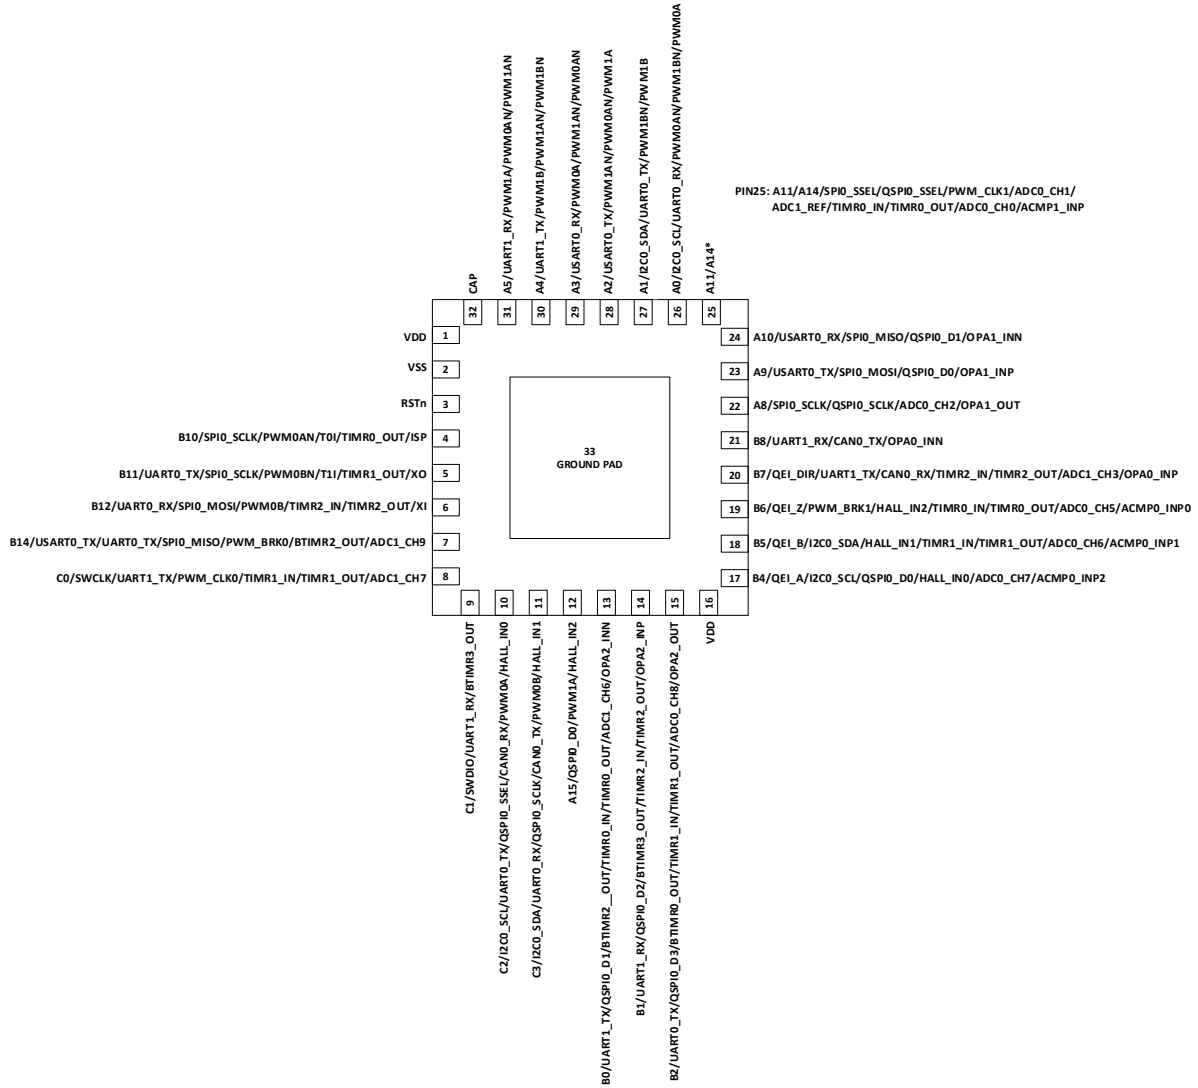 A5/UART1_RX/PWM1A/PWM0AN/PWM1AN
A4/UART1_TX/PWM1B/PWM1AN/PWM1BN
A3/USART0_RX/PWM0A/PWM1AN/PWM0AN
A2/USART0_TX/PWM1AN/PWM0AN/PWM1A
A1/I2C0_SDA/UART0_TX/PWM1BN/PWM1B
A0/I2C0_SCL/UART0_RX/PWM0AN/PWM1BN/PWM0A
PIN25: A11/A14/SPI0_SSEL/QSPI0_SSEL/PWM_CLK1/ADC0_CH1/
ADC1_REF/TIMR0_IN/TIMR0_OUT/ADC0_CH0/ACMP1_INP
CAP
A11/A14*
32
31
30
29
28
27
26
25
VDD
1
VSS
2
RSTn
3
B10/SPI0_SCLK/PWM0AN/T0I/TIMR0_OUT/ISP
4
B11/UART0_TX/SPI0_SCLK/PWM0BN/T1I/TIMR1_OUT/XO
5
B12/UART0_RX/SPI0_MOSI/PWM0B/TIMR2_IN/TIMR2_OUT/XI
6
B14/USART0_TX/UART0_TX/SPI0_MISO/PWM_BRK0/BTIMR2_OUT/ADC1_CH9
7
C0/SWCLK/UART1_TX/PWM_CLK0/TIMR1_IN/TIMR1_OUT/ADC1_CH7
8
33
GROUND PAD
24
A10/USART0_RX/SPI0_MISO/QSPI0_D1/OPA1_INN
23
A9/USART0_TX/SPI0_MOSI/QSPI0_D0/OPA1_INP
22
A8/SPI0_SCLK/QSPI0_SCLK/ADC0_CH2/OPA1_OUT
21
B8/UART1_RX/CAN0_TX/OPA0_INN
20
B7/QEI_DIR/UART1_TX/CAN0_RX/TIMR2_IN/TIMR2_OUT/ADC1_CH3/OPA0_INP
19
B6/QEI_Z/PWM_BRK1/HALL_IN2/TIMR0_IN/TIMR0_OUT/ADC0_CH5/ACMP0_INP0
18
B5/QEI_B/I2C0_SDA/HALL_IN1/TIMR1_IN/TIMR1_OUT/ADC0_CH6/ACMP0_INP1
17
B4/QEI_A/I2C0_SCL/QSPI0_D0/HALL_IN0/ADC0_CH7/ACMP0_INP2
9
10
11
12
13
14
15
16
C1/SWDIO/UART1_RX/BTIMR3_OUT
C2/I2C0_SCL/UART0_TX/QSPI0_SSEL/CAN0_RX/PWM0A/HALL_IN0
C3/I2C0_SDA/UART0_RX/QSPI0_SCLK/CAN0_TX/PWM0B/HALL_IN1
A15/QSPI0_D0/PWM1A/HALL_IN2
B0/UART1_TX/QSPI0_D1/BTIMR2__OUT/TIMR0_IN/TIMR0_OUT/ADC1_CH6/OPA2_INN
B1/UART1_RX/QSPI0_D2/BTIMR3_OUT/TIMR2_IN/TIMR2_OUT/OPA2_INP
B2/UART0_TX/QSPI0_D3/BTIMR0_OUT/TIMR1_IN/TIMR1_OUT/ADC0_CH8/OPA2_OUT
VDD